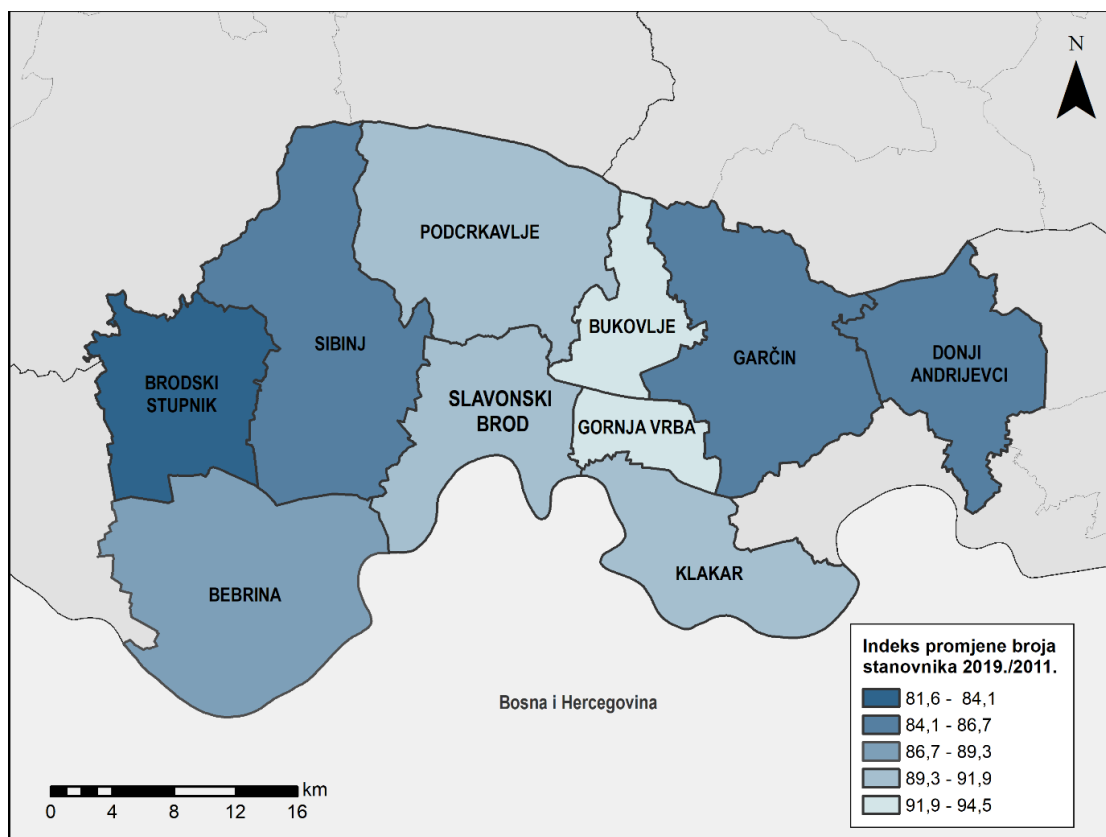 N
PODCRKAVLJE
BUKOVLJE
SIBINJ
GARČIN
DONJI
ANDRIJEVCI
BRODSKI
STUPNIK
SLAVONSKI
BROD
GORNJA VRBA
KLAKAR
BEBRINA
Bosna i Hercegovina
Indeks promjene broja
stanovnika 2019./2011.
81,6 - 84,1
84,1 - 86,7
86,7 - 89,3
89,3 - 91,9
91,9 - 94,5
km
0 4 8 12 16